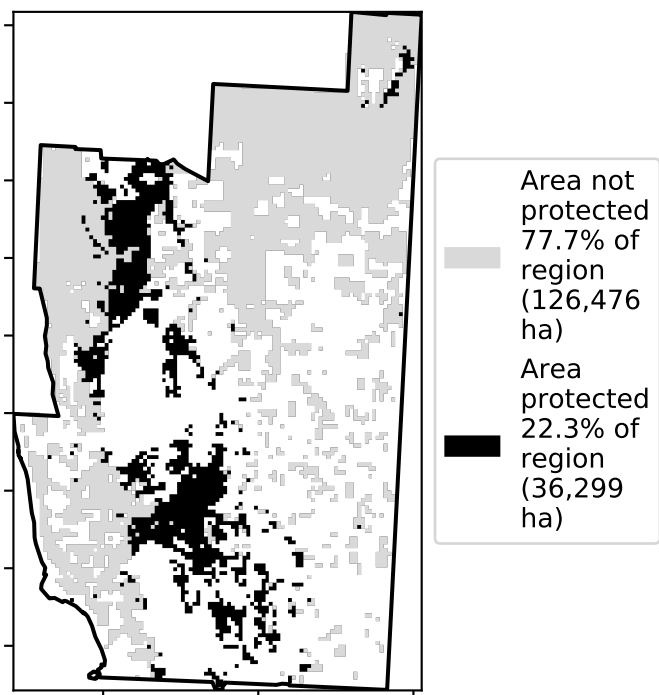 Area not
protected
77.7% of
region
(126,476
ha)
Area
protected
22.3% of
region
(36,299
ha)